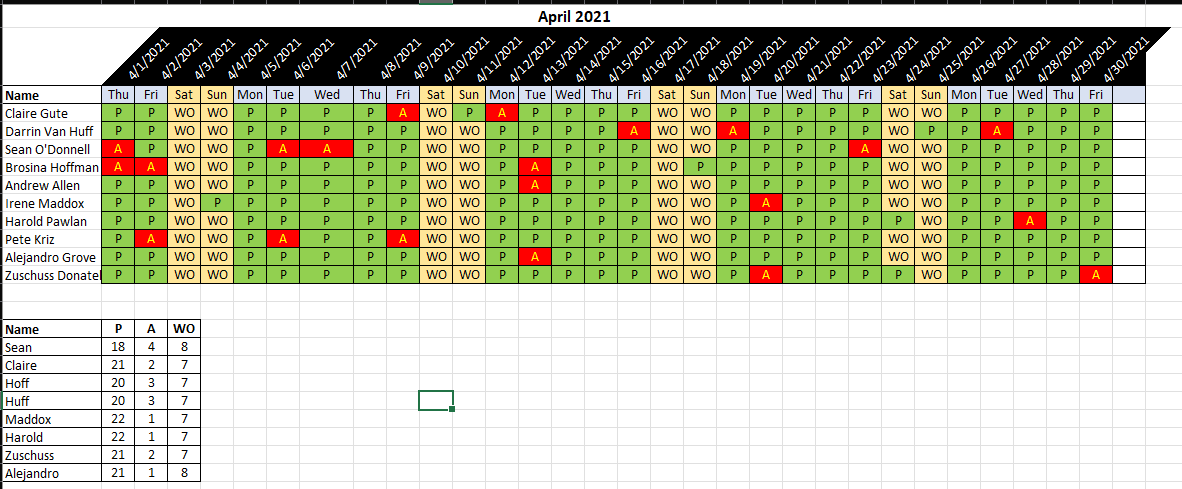 April 2021
4/1/2021 4/2/2021 4/3/2021 4/4/2021 4/5/2021 4/6/2021 4/7/2021 4/8/2021 4/9/2021 4/10/2021 4/11/2021 4/12/2021 4/13/2021 4/14/2021 4/15/2021 4/16/2021 4/17/2021 4/18/2021 4/19/2021 4/20/2021 4/21/2021 4/22/2021 4/23/2021 4/24/2021 4/25/2021 4/26/2021 4/27/2021 4/28/2021 4/29/2021 4/30/2021
Name Thu Fri Sat Sun Mon Tue Wed Thu Fri Sat Sun Mon Tue Wed Thu Fri Sat Sun Mon Tue Wed Thu Fri Sat Sun Mon Tue Wed Thu Fri
Claire Gute P P WO WO P P P P A WO P A P P P P WO WO P P P P P WO WO P P P P P
Darrin Van Huff P P WO WO P P P P P WO WO P P P P A WO WO A P P P P WO P P A P P P
Sean O'Donnell A P WO WO P A A P P WO WO P P P P P WO WO P P P P A WO WO P P P P P
Brosina Hoffman A A WO WO P P P P P WO WO P A P P P WO P P P P P P WO WO P P P P P
Andrew Allen P P WO WO P P P P P WO WO P A P P P WO WO P P P P P WO WO P P P P P
Irene Maddox P P WO P P P P P P WO WO P P P P P WO WO P A P P P WO WO P P P P P
Harold Pawlan P P WO WO P P P P P WO WO P P P P P WO WO P P P P P P WO P P A P P
Pete Kriz P A WO WO P A P P A WO WO P P P P P WO WO P P P P P WO WO P P P P P
Alejandro Grove P P WO WO P P P P P WO WO P A P P P WO WO P P P P P WO WO P P P P P
Zuschuss Donatel P P WO WO P P P P P WO WO P P P P P WO WO P A P P P P WO P P P P A
Name P A WO
Sean 18 4 8
Claire 21 2 7
Hoff 20 3 7
Huff 20 3 7
Maddox 22 1 7
Harold 22 1 7
Zuschuss 21 2 7
Alejandro 21 1 8